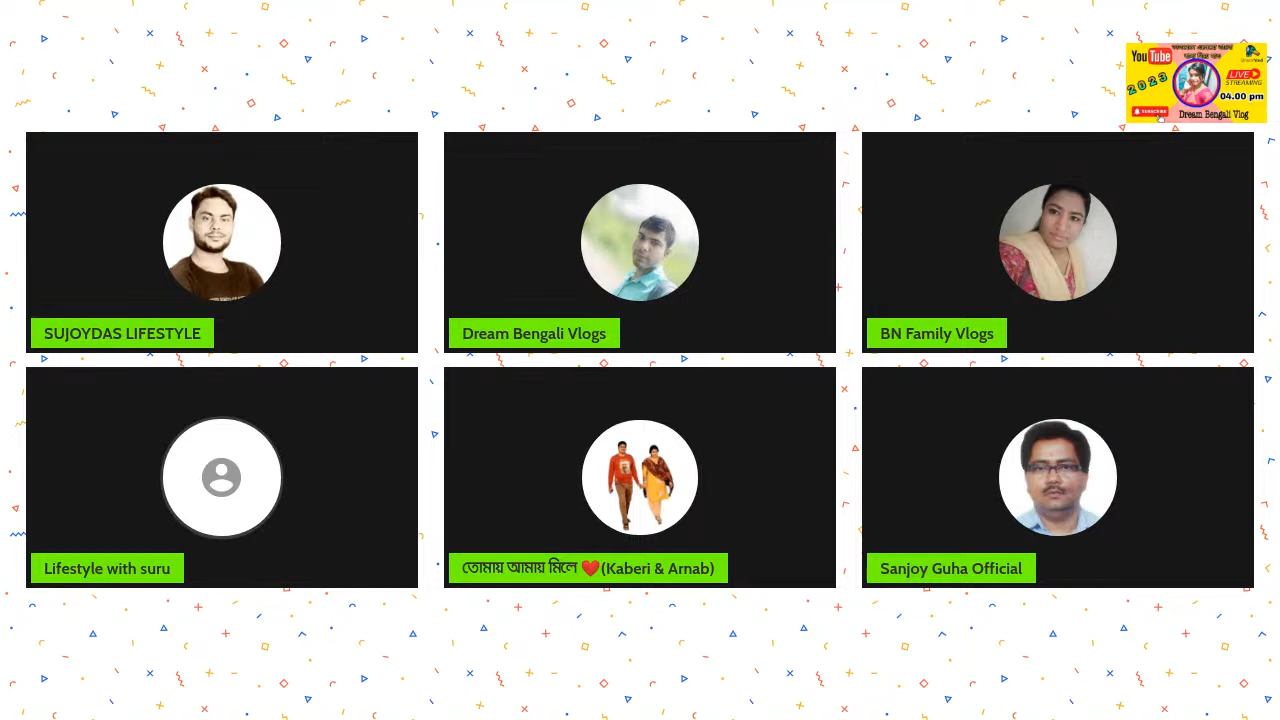 YouTube
2023
LIVE
STREAMING
04.00 pm
SUBSCRIBE
Dream Bengali Vlog
SUJOYDAS LIFESTYLE
Dream Bengali Vlogs
BN Family Vlogs
Lifestyle with suru
তোমায় আমায় মিলে ❤️(Kaberi & Arnab)
Sanjoy Guha Official